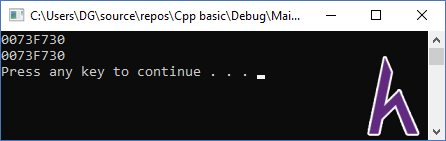 C:\Users\DG\source\repos\Cpp basic\Debug\Mai...
0073F730
0073F730
Press any key to continue . . .